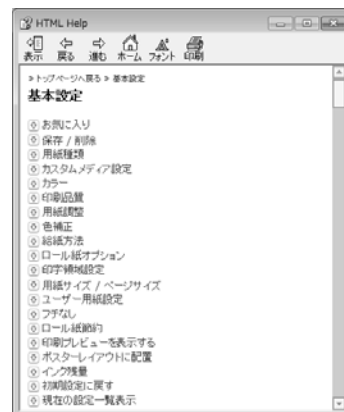 HTML Help
表示 戻る 進む ホーム フォント 印刷
»トップページへ戻る » 基本設定
基本設定
お気に入り
保存 / 削除
用紙種類
カスタムメディア設定
カラー
印刷品質
用紙調整
色補正
給紙方法
ロール紙オプション
印字領域設定
用紙サイズ / ページサイズ
ユーザー用紙設定
フチなし
ロール紙節約
印刷プレビューを表示する
ポスターレイアウトに配置
インク残量
初期設定に戻す
現在の設定一覧表示